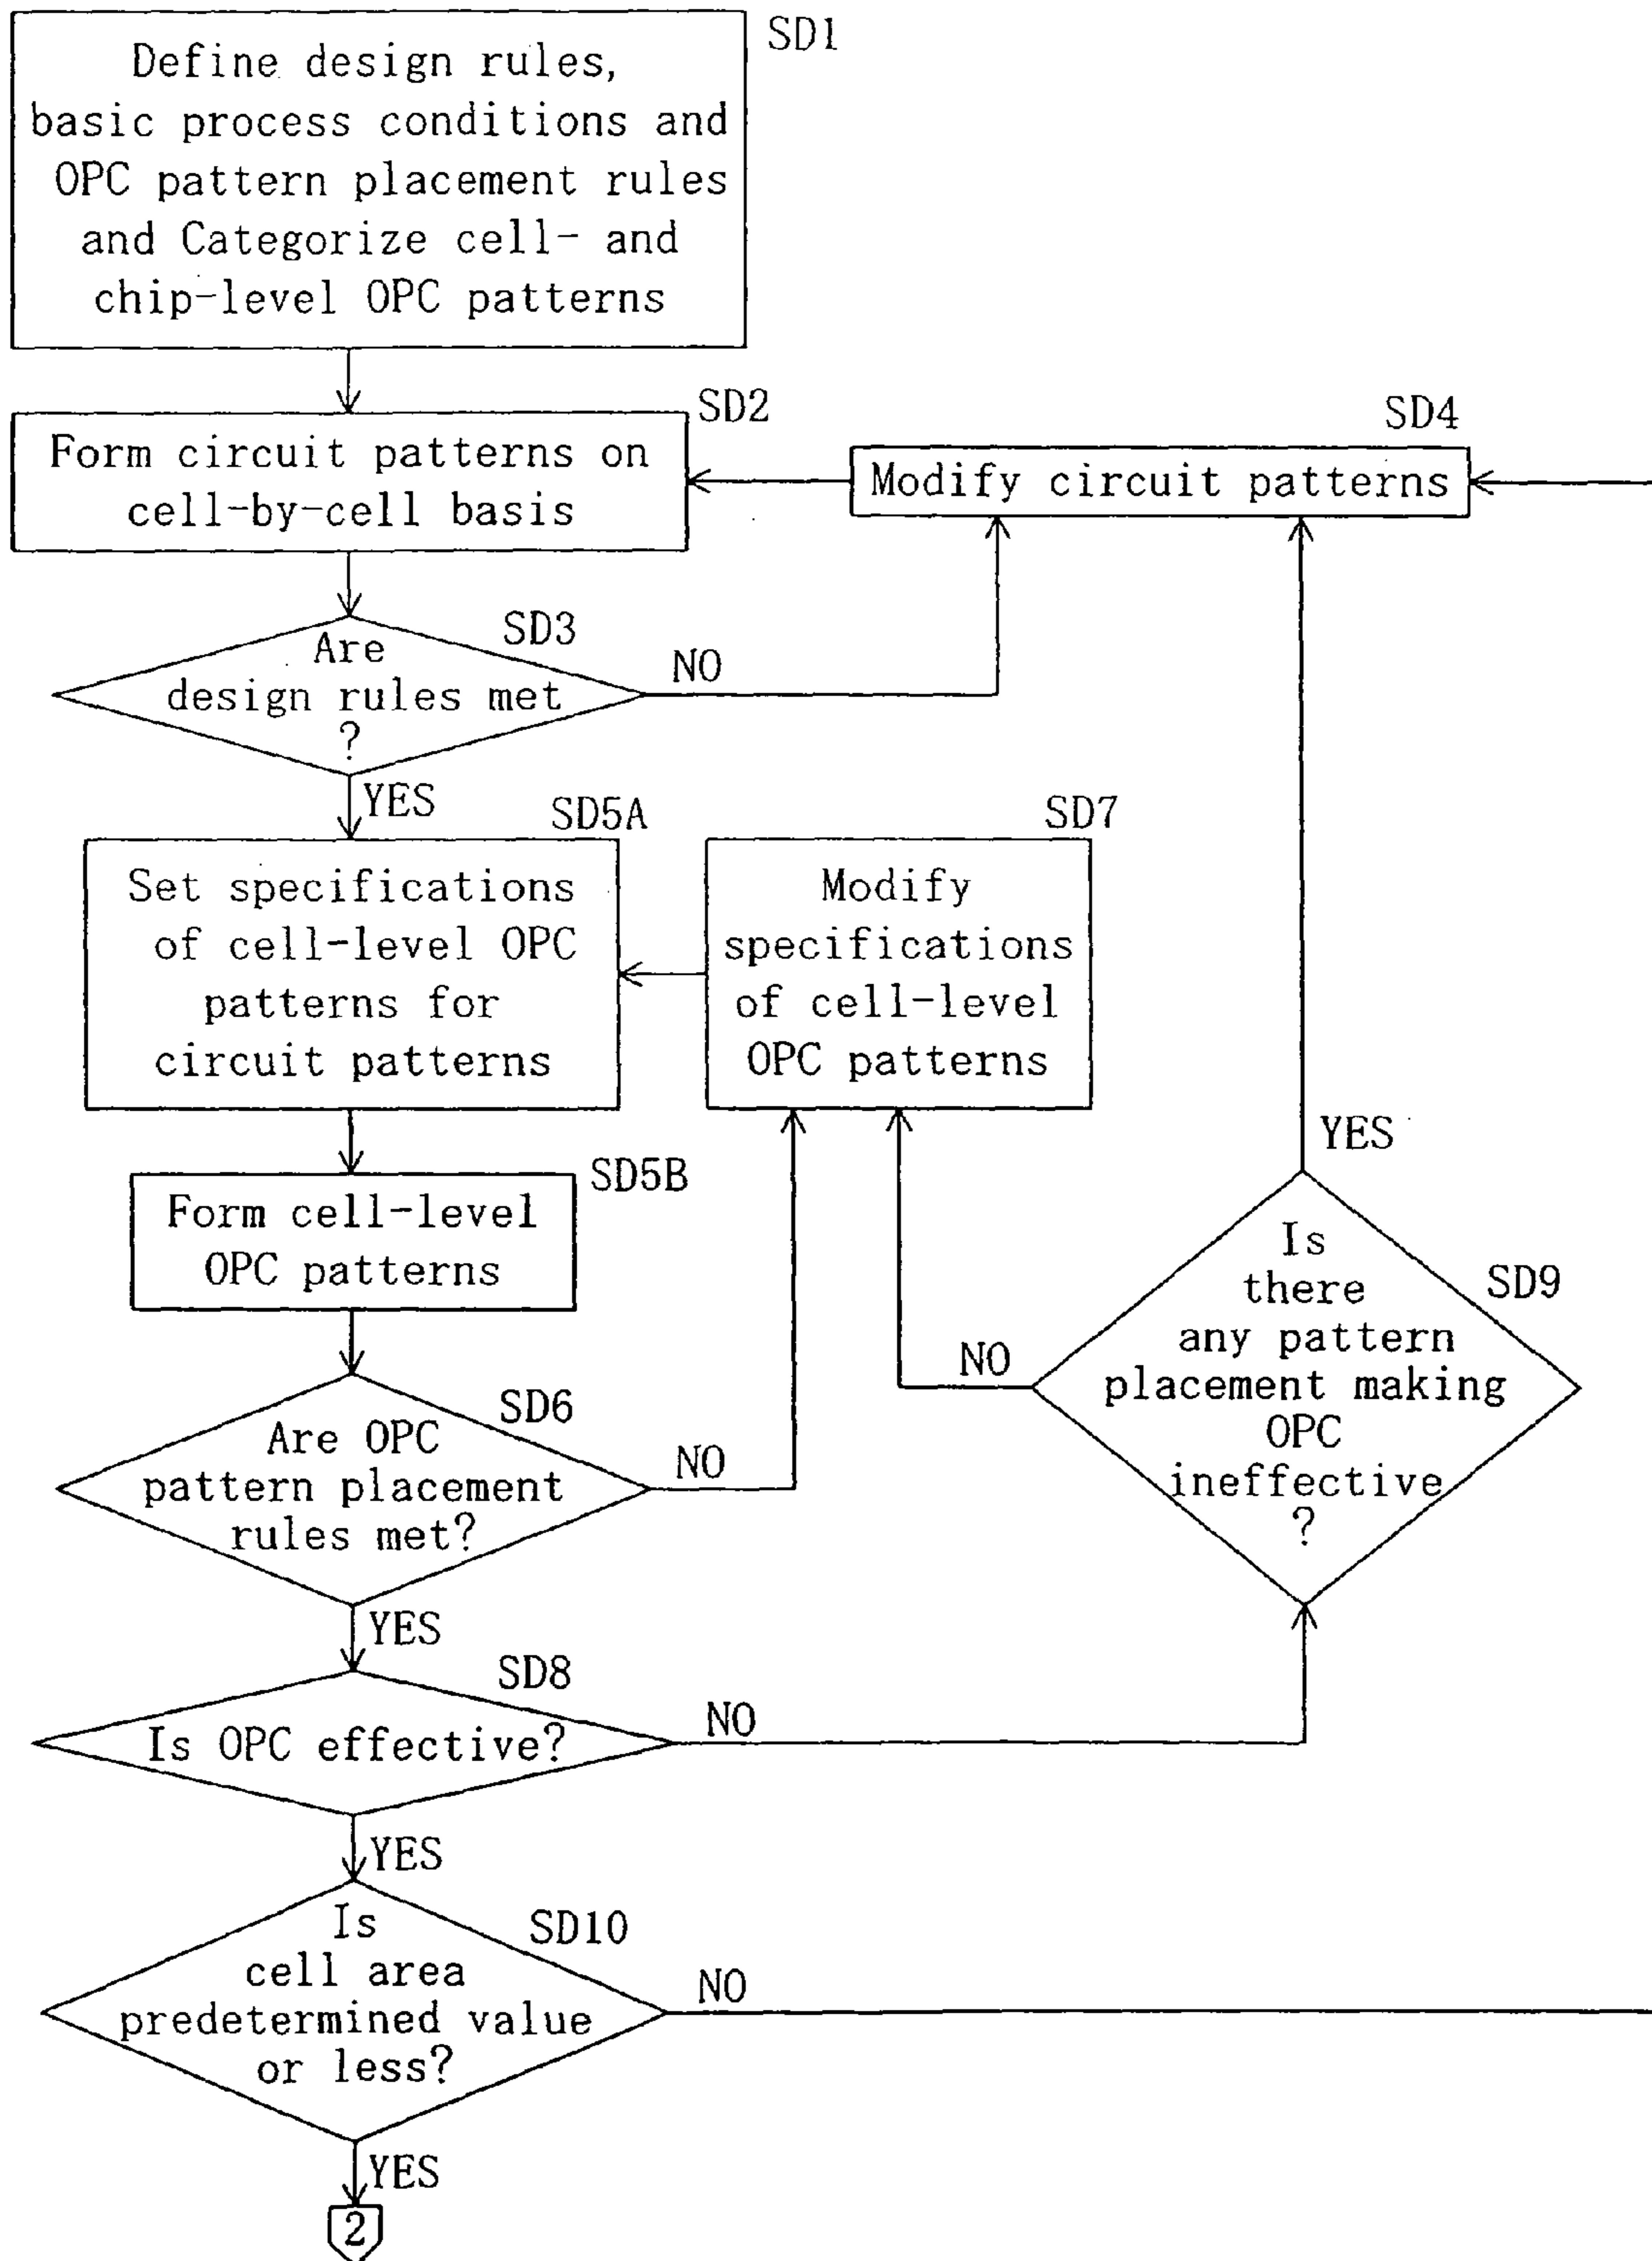 SD1
Define design rules,
basic process conditions and
OPC pattern placement rules
and Categorize cell- and
chip-level OPC patterns
SD2
Form circuit patterns on
cell-by-cell basis
SD4
Modify circuit patterns
SD3
Are
design rules met
?
NO
YES
SD5A
Set specifications
of cell-level OPC
patterns for
circuit patterns
SD7
Modify
specifications
of cell-level
OPC patterns
SD5B
Form cell-level
OPC patterns
YES
SD9
Is
there
any pattern
placement making
OPC
ineffective
?
NO
SD6
Are OPC
pattern placement
rules met?
NO
YES
SD8
Is OPC effective?
NO
YES
SD10
Is
cell area
predetermined value
or less?
NO
YES
2